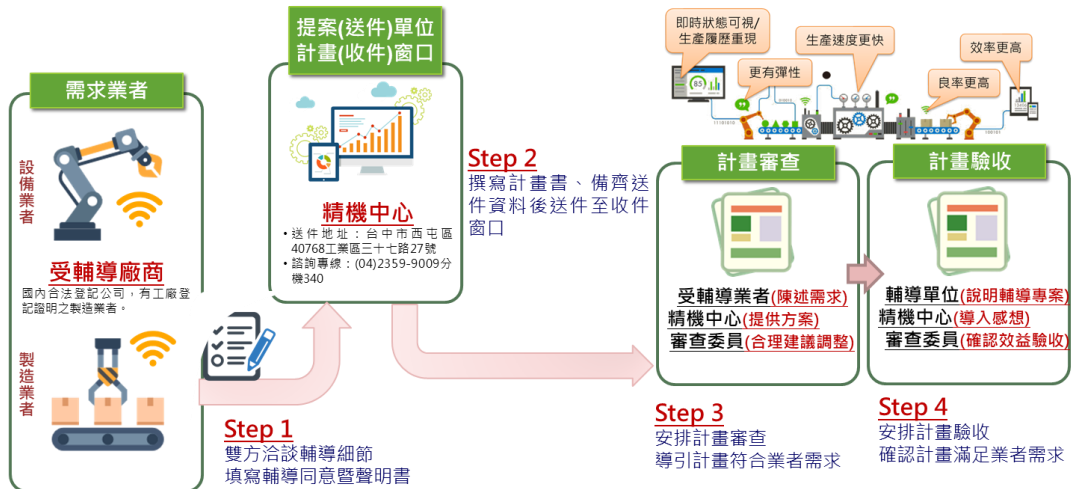 需求業者
設備業者
受輔導廠商
國內合法登記公司，有工廠登
記證明之製造業者。
製造業者
Step 1
雙方洽談輔導細節
填寫輔導同意暨聲明書
提案(送件)單位
計畫(收件)窗口
精機中心
•送件地址：台中市西屯區
40768工業區三十七路27號
•諮詢專線：(04)2359-9009分
機340
Step 2
撰寫計畫書、備齊送
件資料後送件至收件
窗口
即時狀態可視/
生產履歷重現
更有彈性
生產速度更快
良率更高
效率更高
85
11101010
01010
100101
計畫審查
受輔導業者(陳述需求)
精機中心(提供方案)
審查委員(合理建議調整)
Step 3
安排計畫審查
導引計畫符合業者需求
計畫驗收
輔導單位(說明輔導專案)
精機中心(導入感想)
審查委員(確認效益驗收)
Step 4
安排計畫驗收
確認計畫滿足業者需求